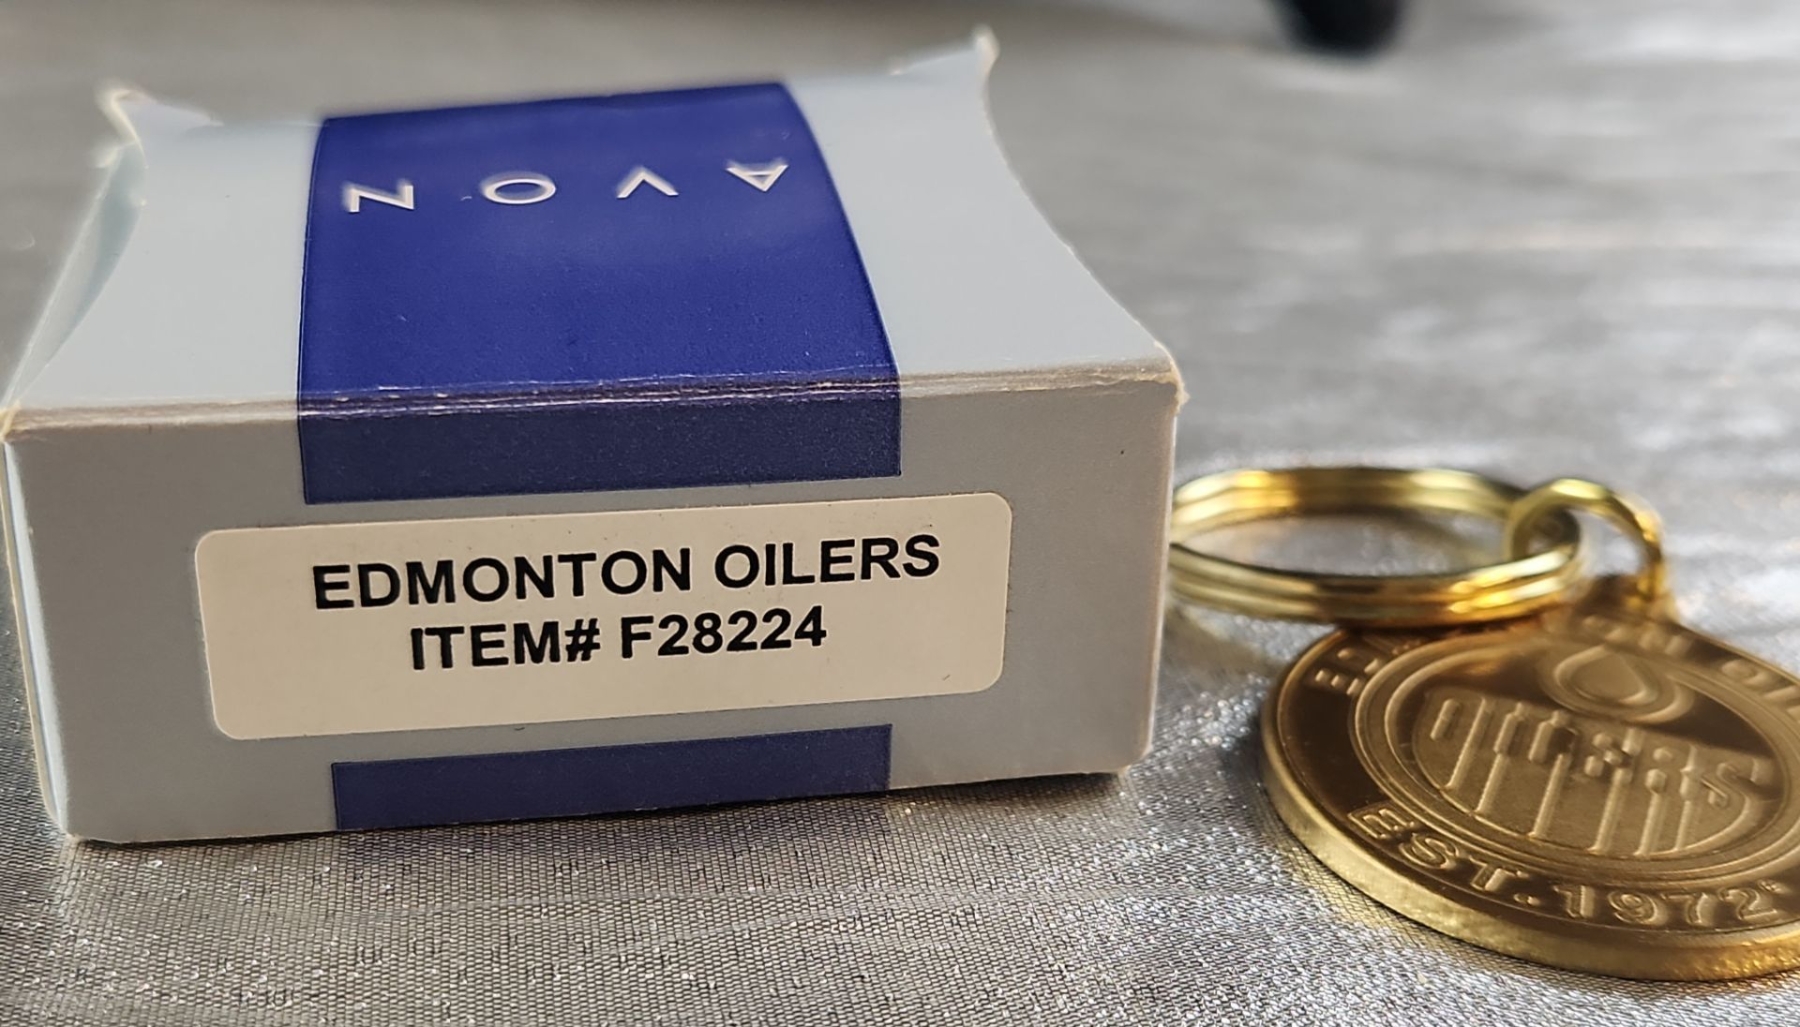 AVON
EDMONTON OILERS
ITEM# F28224
OILERS
EST. 1972